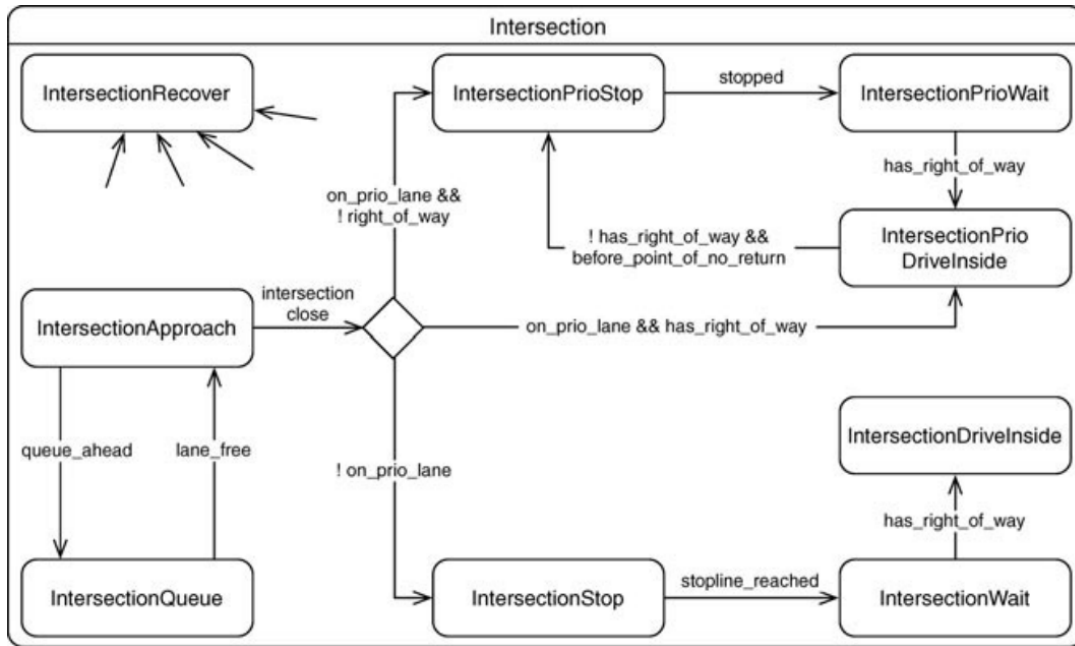 Intersection
IntersectionRecover
IntersectionPrioStop
stopped
IntersectionPrioWait
on_prio_lane &&
! right_of_way
has_right_of_way
! has_right_of_way &&
before_point_of_no_return
IntersectionPrio
DriveInside
IntersectionApproach
intersection
close
on_prio_lane && has_right_of_way
queue_ahead
lane_free
! on_prio_lane
IntersectionDriveInside
has_right_of_way
IntersectionQueue
IntersectionStop
stopline_reached
IntersectionWait